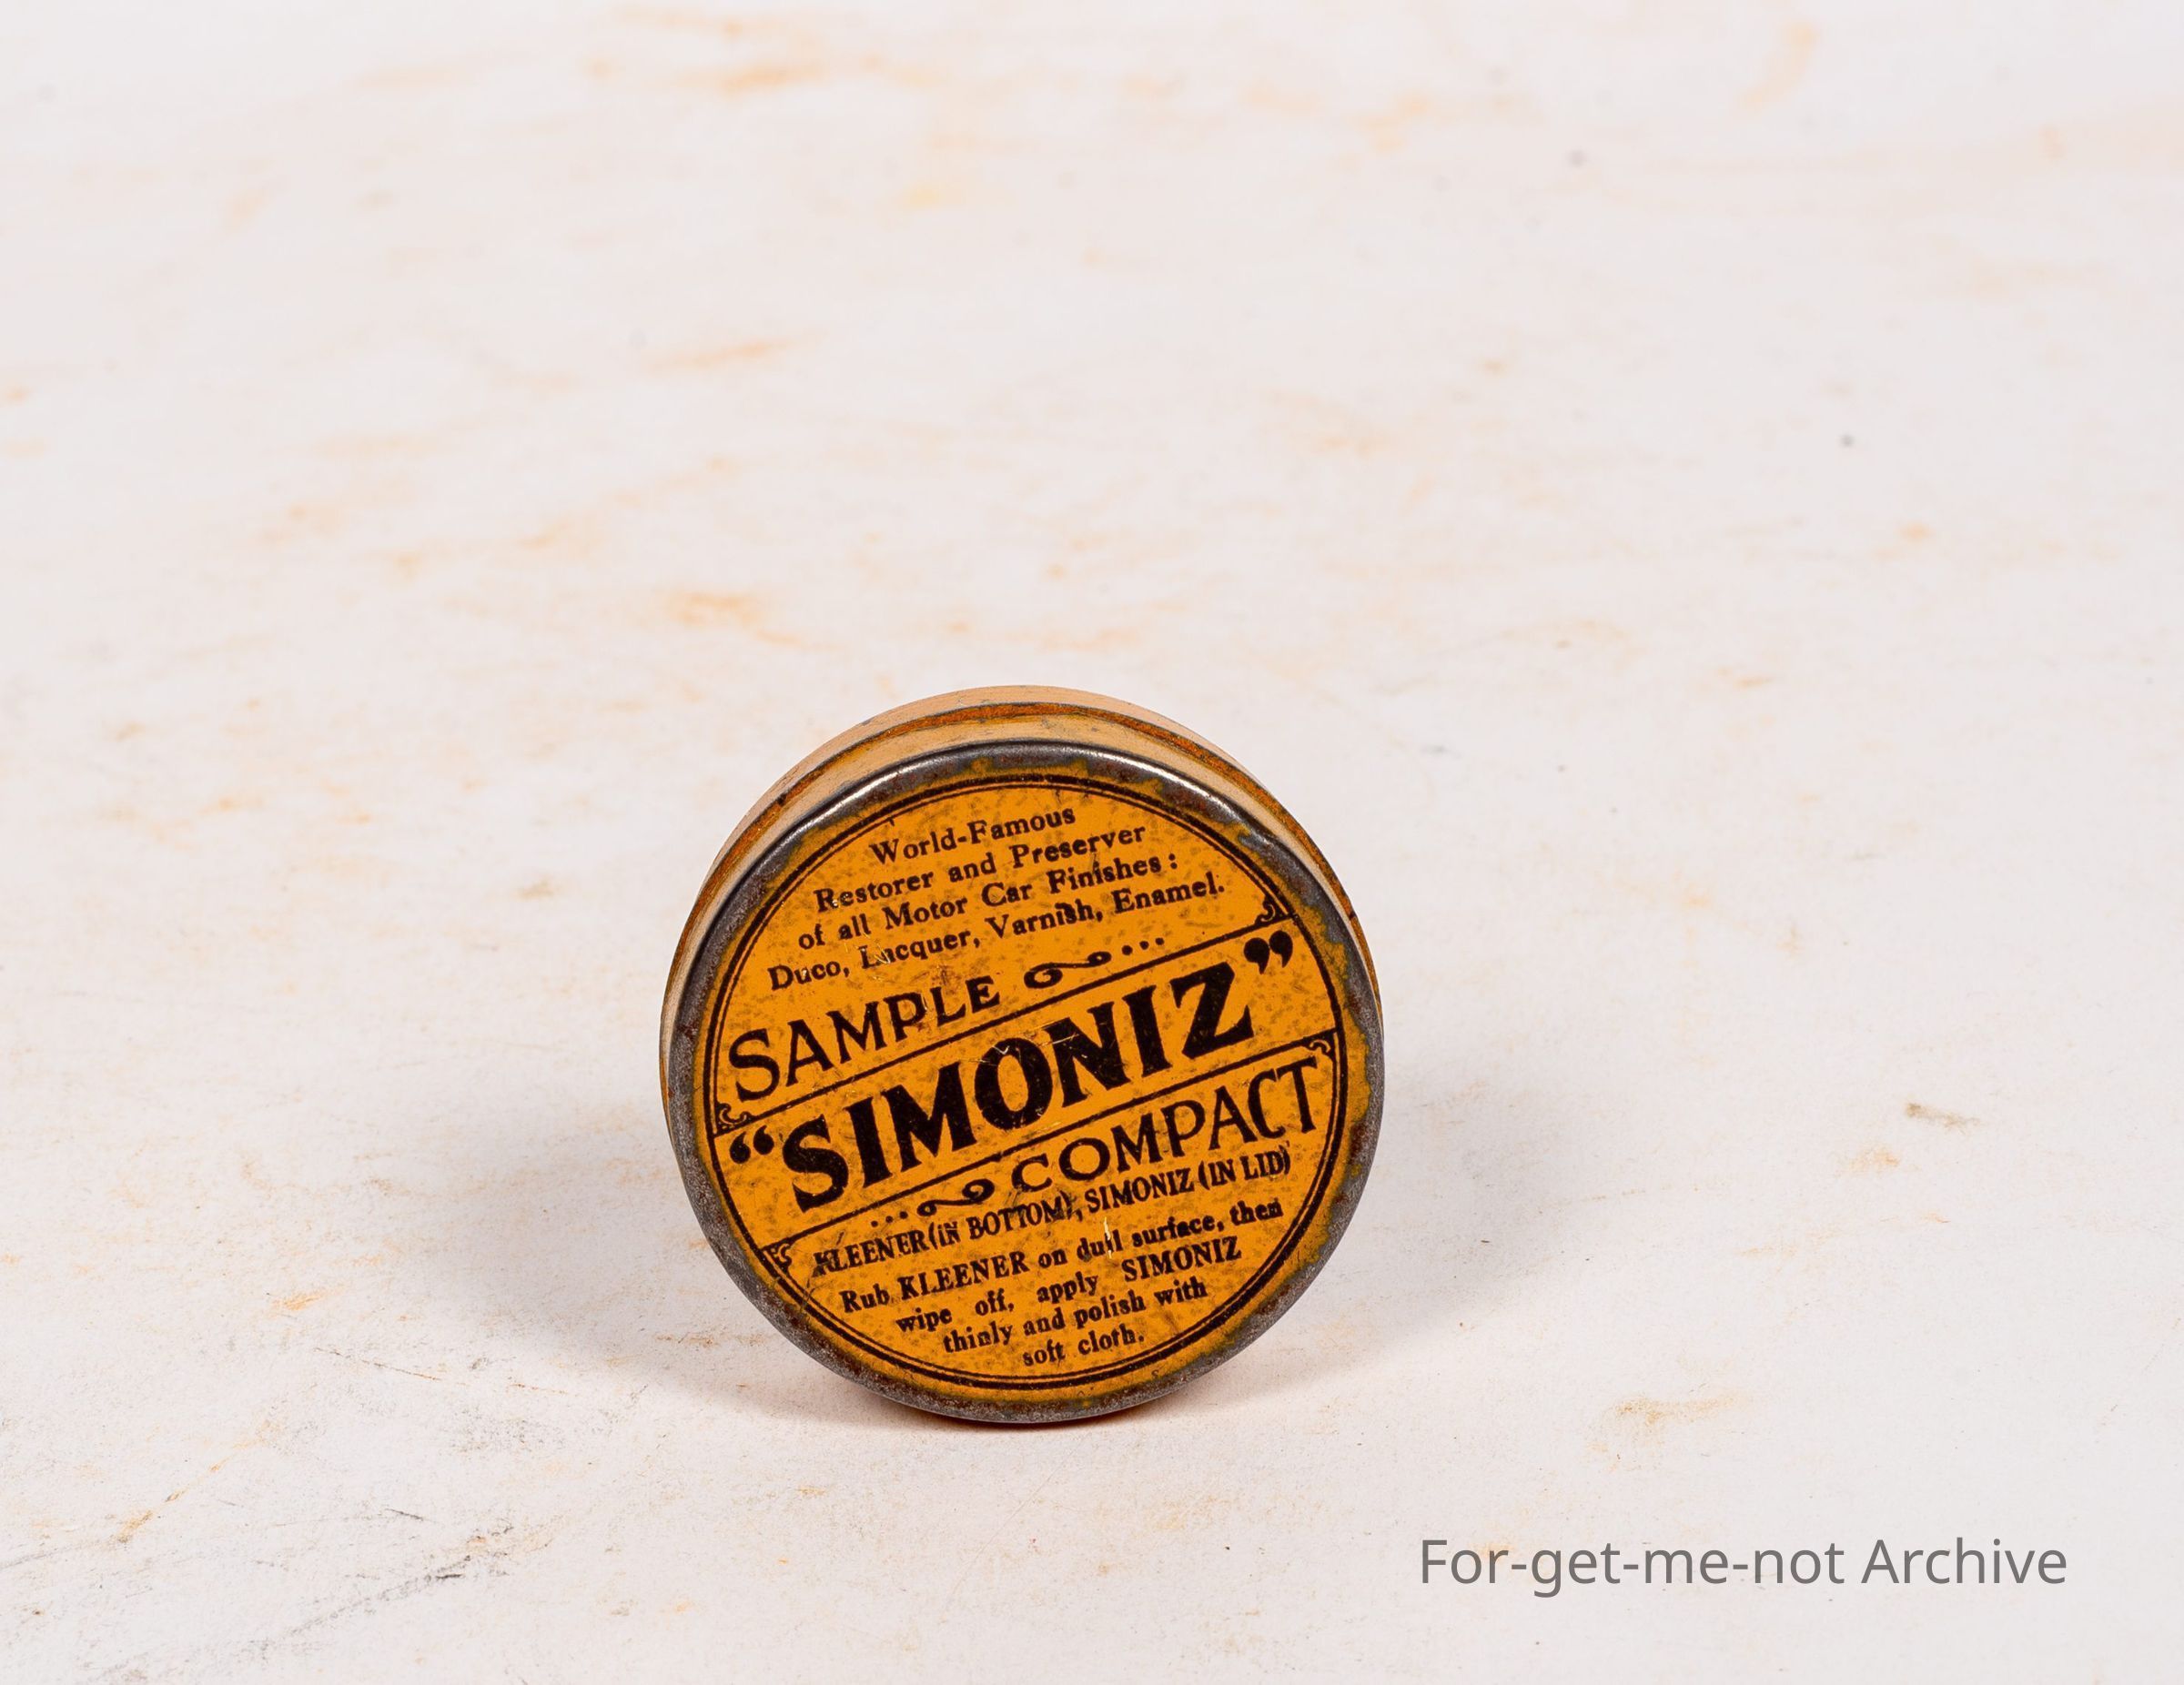 World-Famous
Restorer and Preserver
of all Motor Car Finishes:
Duco, Lacquer, Varnish, Enamel.
SAMPLE
“SIMONIZ”
COMPACT
KLEENER (IN BOTTOM), SIMONIZ (IN LID)
Rub KLEENER on dull surface, then
wipe off, apply SIMONIZ
thinly and polish with
soft cloth.
For-get-me-not Archive